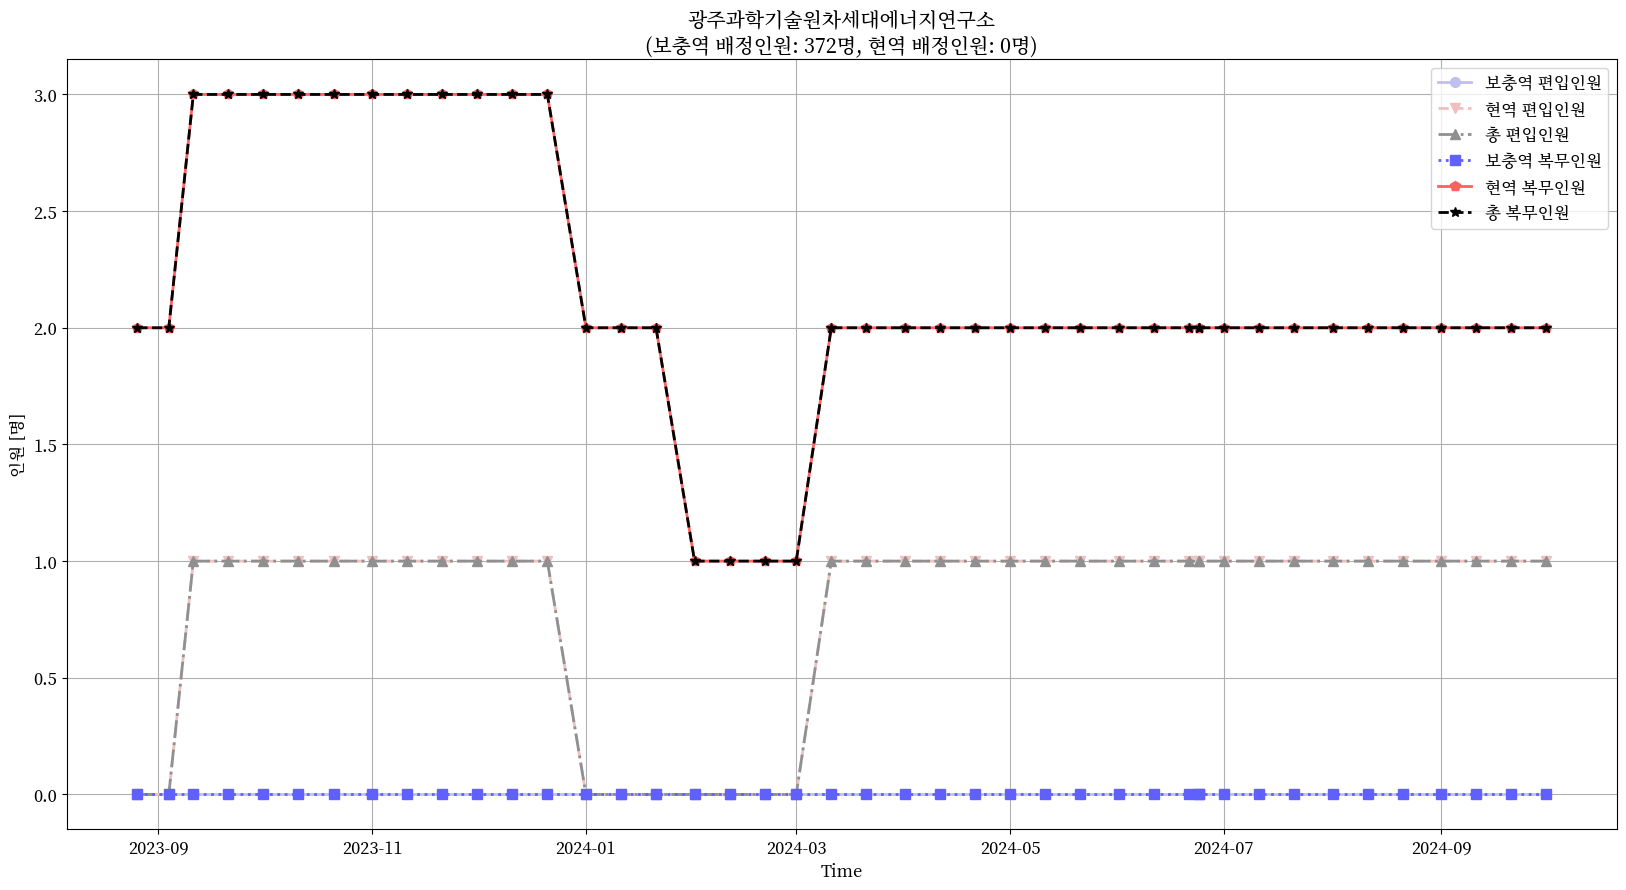 광주과학기술원차세대에너지연구소
(보충역 배정인원: 372명, 현역 배정인원: 0명)
보충역 편입인원
현역 편입인원
총 편입인원
보충역 복무인원
현역 복무인원
총 복무인원
3.0
2.5
2.0
1.5
1.0
0.5
0.0
인원 [명]
2023-09
2023-11
2024-01
2024-03
2024-05
2024-07
2024-09
Time